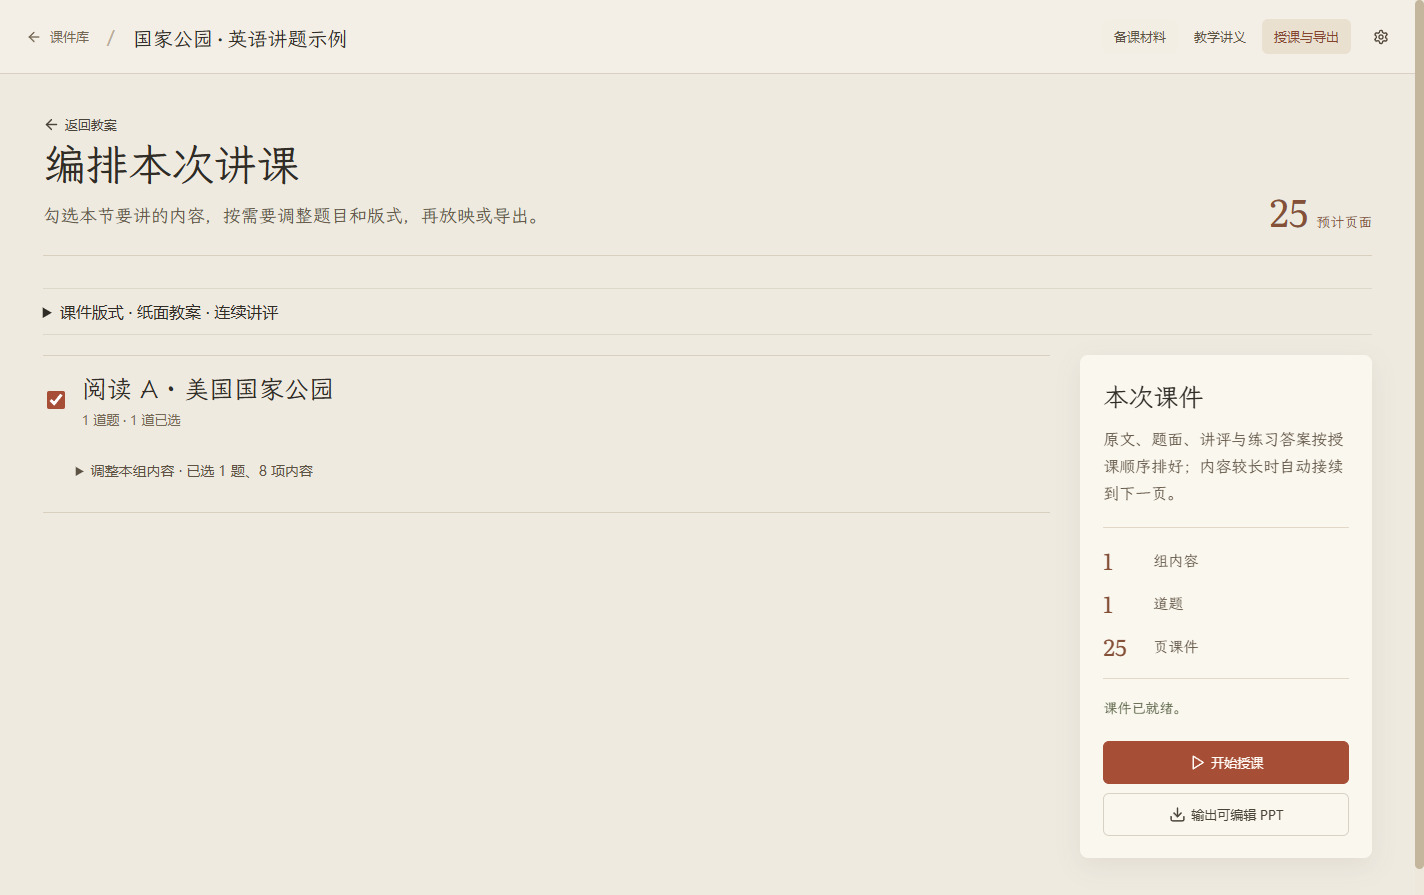 课件库 / 国家公园 · 英语讲题示例
备课材料 教学讲义 授课与导出
返回教案
编排本次讲课
勾选本节要讲的内容，按需要调整题目和版式，再放映或导出。
25 预计页面
课件版式 · 纸面教案 · 连续讲评
阅读 A · 美国国家公园
1 道题 · 1 道已选
调整本组内容 · 已选 1 题、8 项内容
本次课件
原文、题面、讲评与练习答案按授
课顺序排好；内容较长时自动接续
到下一页。
1 组内容
1 道题
25 页课件
课件已就绪。
开始授课
输出可编辑 PPT